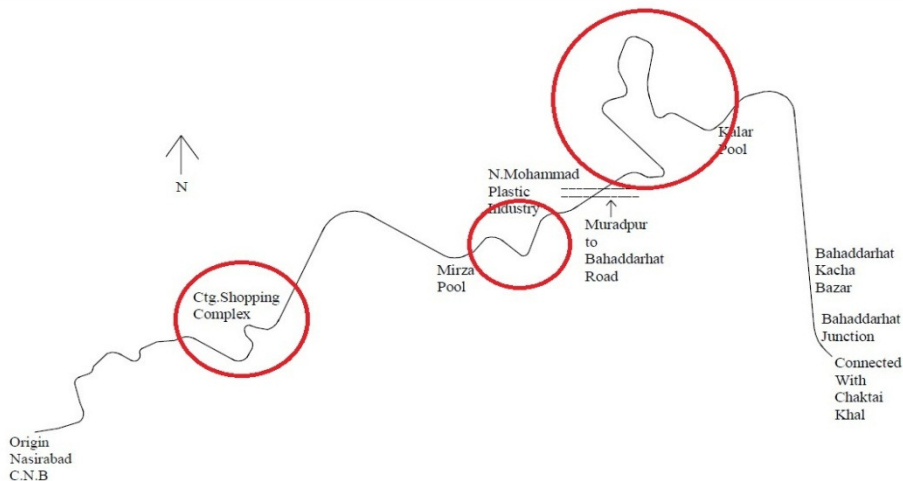 Kalar
Pool
N
N.Mohammad
Plastic
Industry
Muradpur
to
Bahaddarhat
Road
Mirza
Pool
Bahaddarhat
Kacha
Bazar
Ctg.Shopping
Complex
Bahaddarhat
Junction
Connected
With
Chaktai
Khal
Origin
Nasirabad
C.N.B